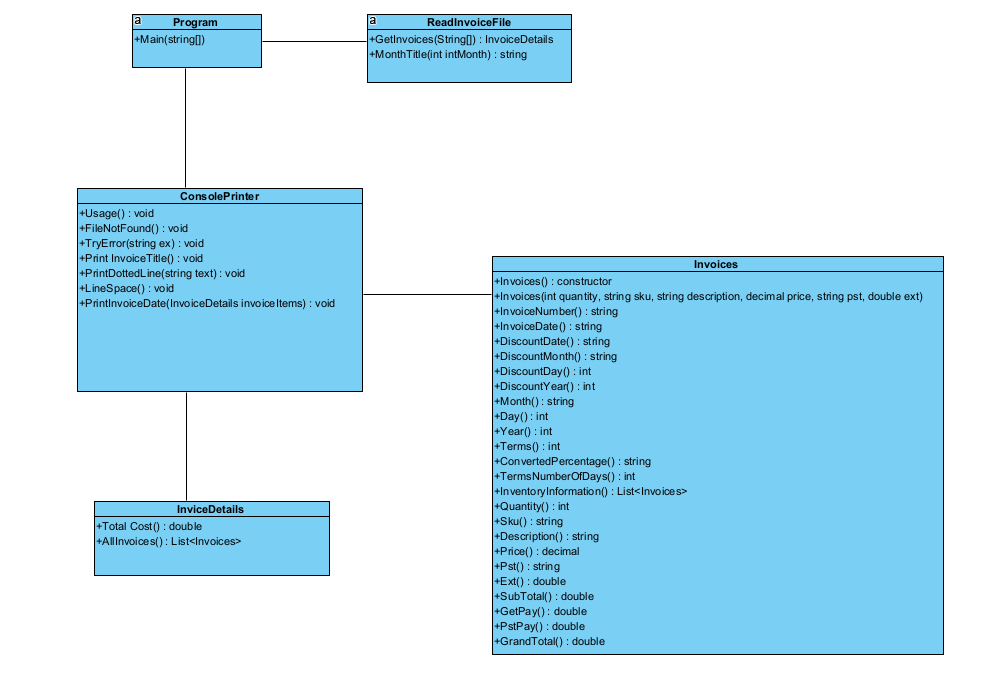 a
Program
+Main(string[])
a
ReadInvoiceFile
+GetInvoices(String[]) : InvoiceDetails
+MonthTitle(int intMonth) : string
ConsolePrinter
+Usage() : void
+FileNotFound() : void
+TryError(string ex) : void
+Print InvoiceTitle() : void
+PrintDottedLine(string text) : void
+LineSpace() : void
+PrintInvoiceDate(InvoiceDetails invoiceItems) : void
Invoices
+Invoices() : constructor
+Invoices(int quantity, string sku, string description, decimal price, string pst, double ext)
+InvoiceNumber() : string
+InvoiceDate() : string
+DiscountDate() : string
+DiscountMonth() : string
+DiscountDay() : int
+DiscountYear() : int
+Month() : string
+Day() : int
+Year() : int
+Terms() : int
+ConvertedPercentage() : string
+TermsNumberOfDays() : int
+InventoryInformation() : List<Invoices>
+Quantity() : int
+Sku() : string
+Description() : string
+Price() : decimal
+Pst() : string
+Ext() : double
+SubTotal() : double
+GetPay() : double
+PstPay() : double
+GrandTotal() : double
InviceDetails
+Total Cost() : double
+AllInvoices() : List<Invoices>